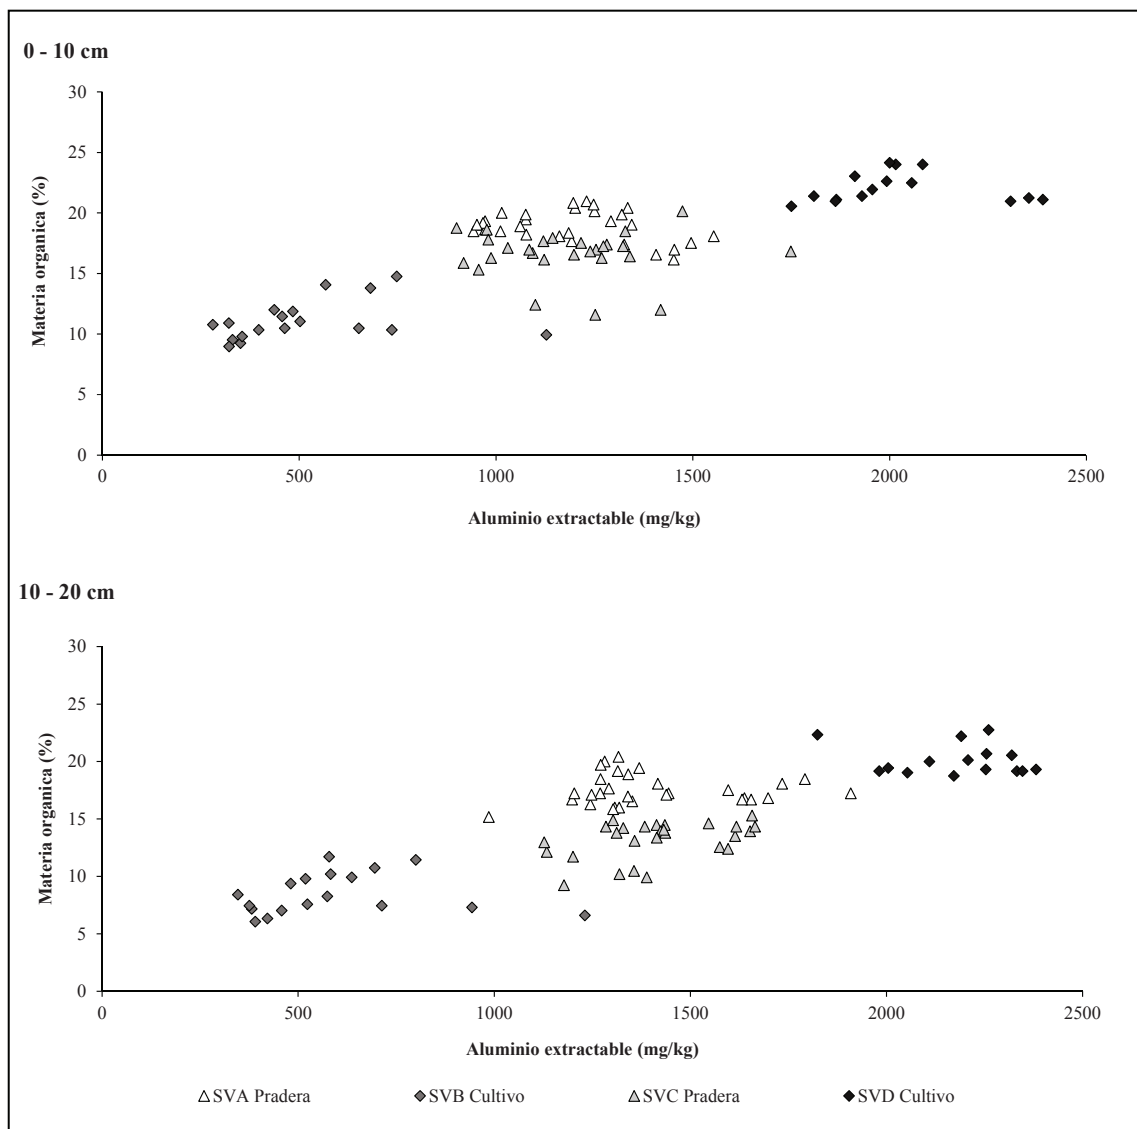 0 - 10 cm
30
25
20
15
10
5
0
Materia organica (%)
0 500 1000 1500 2000 2500
Aluminio extractable (mg/kg)
10 - 20 cm
30
25
20
15
10
5
0
Materia organica (%)
0 500 1000 1500 2000 2500
Aluminio extractable (mg/kg)
SVA Pradera SVB Cultivo SVC Pradera SVD Cultivo